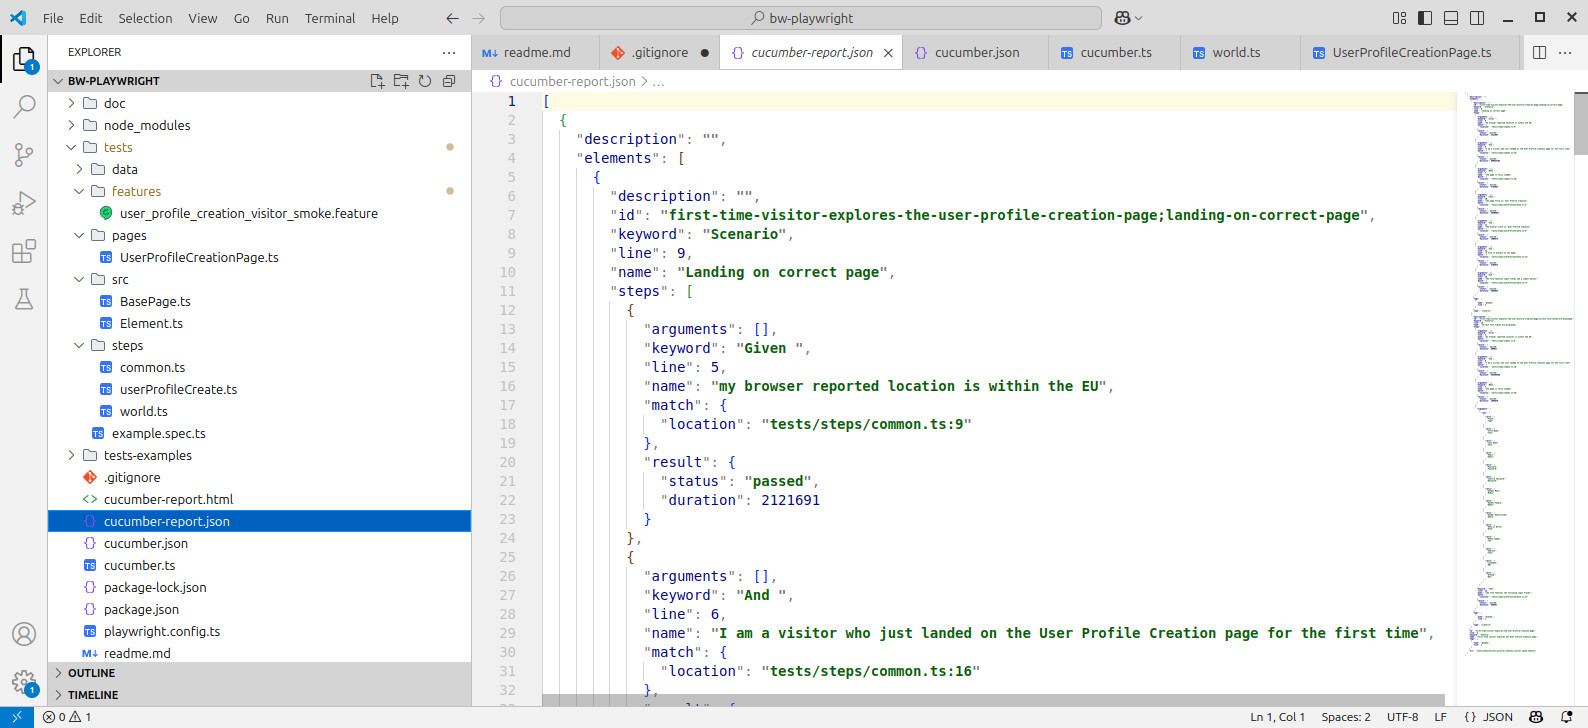 File Edit Selection View Go Run Terminal Help
bw-playwright
EXPLORER
readme.md
.gitignore
cucumber-report.json
cucumber.json
cucumber.ts
world.ts
UserProfileCreationPage.ts
BW-PLAYWRIGHT
cucumber-report.json > ...
doc
node_modules
tests
data
features
user_profile_creation_visitor_smoke.feature
pages
UserProfileCreationPage.ts
src
BasePage.ts
Element.ts
steps
common.ts
userProfileCreate.ts
world.ts
example.spec.ts
tests-examples
.gitignore
cucumber-report.html
cucumber-report.json
cucumber.json
cucumber.ts
package-lock.json
package.json
playwright.config.ts
readme.md
OUTLINE
TIMELINE
1
1
1 [
2 {
3 "description": "",
4 "elements": [
5 {
6 "description": "",
7 "id": "first-time-visitor-explores-the-user-profile-creation-page;landing-on-correct-page",
8 "keyword": "Scenario",
9 "line": 9,
10 "name": "Landing on correct page",
11 "steps": [
12 {
13 "arguments": [],
14 "keyword": "Given ",
15 "line": 5,
16 "name": "my browser reported location is within the EU",
17 "match": {
18 "location": "tests/steps/common.ts:9"
19 },
20 "result": {
21 "status": "passed",
22 "duration": 2121691
23 }
24 },
25 {
26 "arguments": [],
27 "keyword": "And ",
28 "line": 6,
29 "name": "I am a visitor who just landed on the User Profile Creation page for the first time",
30 "match": {
31 "location": "tests/steps/common.ts:16"
32 },
0 1
Ln 1, Col 1 Spaces: 2 UTF-8 LF {} JSON